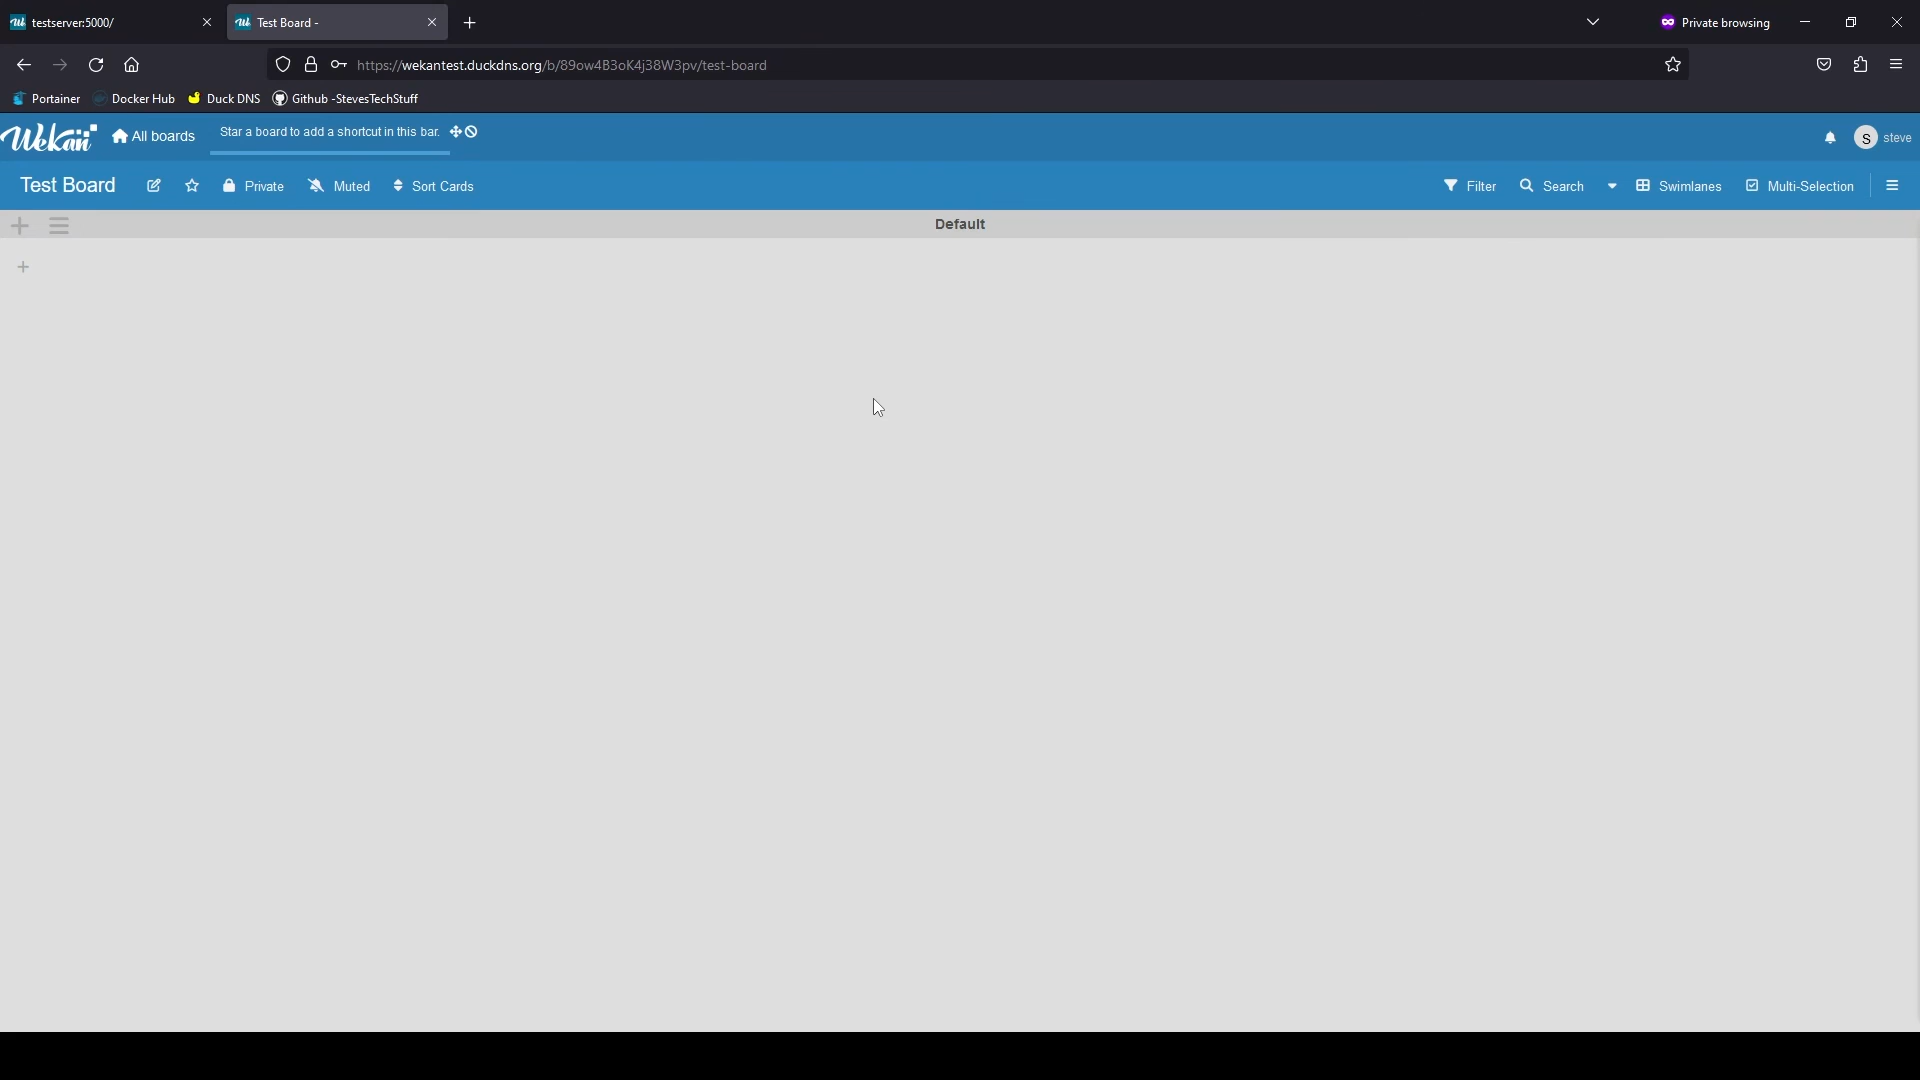 testserver:5000/
Test Board -
Private browsing
https://wekantest.duckdns.org/b/89ow4B3oK4j38W3pv/test-board
Portainer Docker Hub Duck DNS Github -StevesTechStuff
Wekan All boards Star a board to add a shortcut in this bar. S steve
Test Board Private Muted Sort Cards Filter Search Swimlanes Multi-Selection
Default